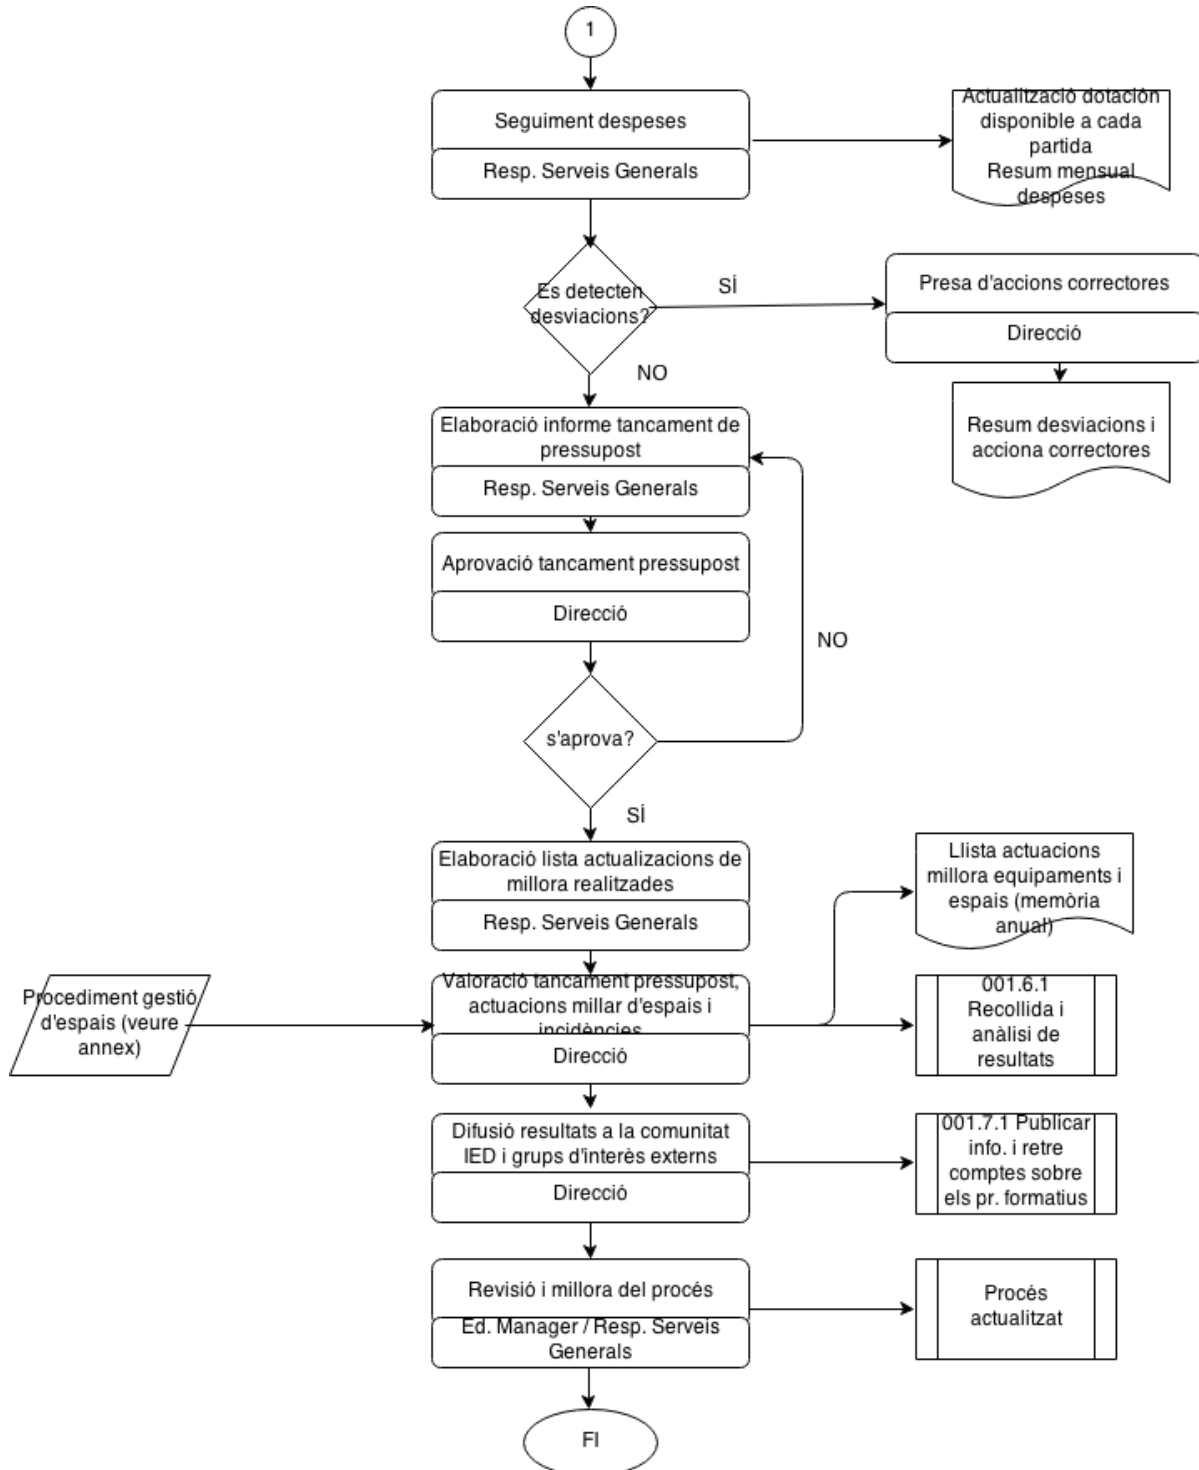 1
Seguiment despeses
Resp. Serveis Generals
Actualització dotación
disponible a cada
partida
Resum mensual
despeses
Es detecten
desviacions?
SÍ
Presa d'accions correctores
Direcció
NO
Resum desviacions i
acciona correctores
Elaboració informe tancament de
pressupost
Resp. Serveis Generals
Aprovació tancament pressupost
Direcció
NO
s'aprova?
SÍ
Elaboració lista actualizacions de
millora realitzades
Resp. Serveis Generals
Llista actuacions
millora equipaments i
espais (memòria
anual)
Procediment gestió
d'espais (veure
annex)
Valoració tancament pressupost,
actuacions millar d'espais i
incidències
Direcció
001.6.1
Recollida i
anàlisi de
resultats
Difusió resultats a la comunitat
IED i grups d'interès externs
Direcció
001.7.1 Publicar
info. i retre
comptes sobre
els pr. formatius
Revisió i millora del procés
Ed. Manager / Resp. Serveis
Generals
Procés
actualitzat
FI